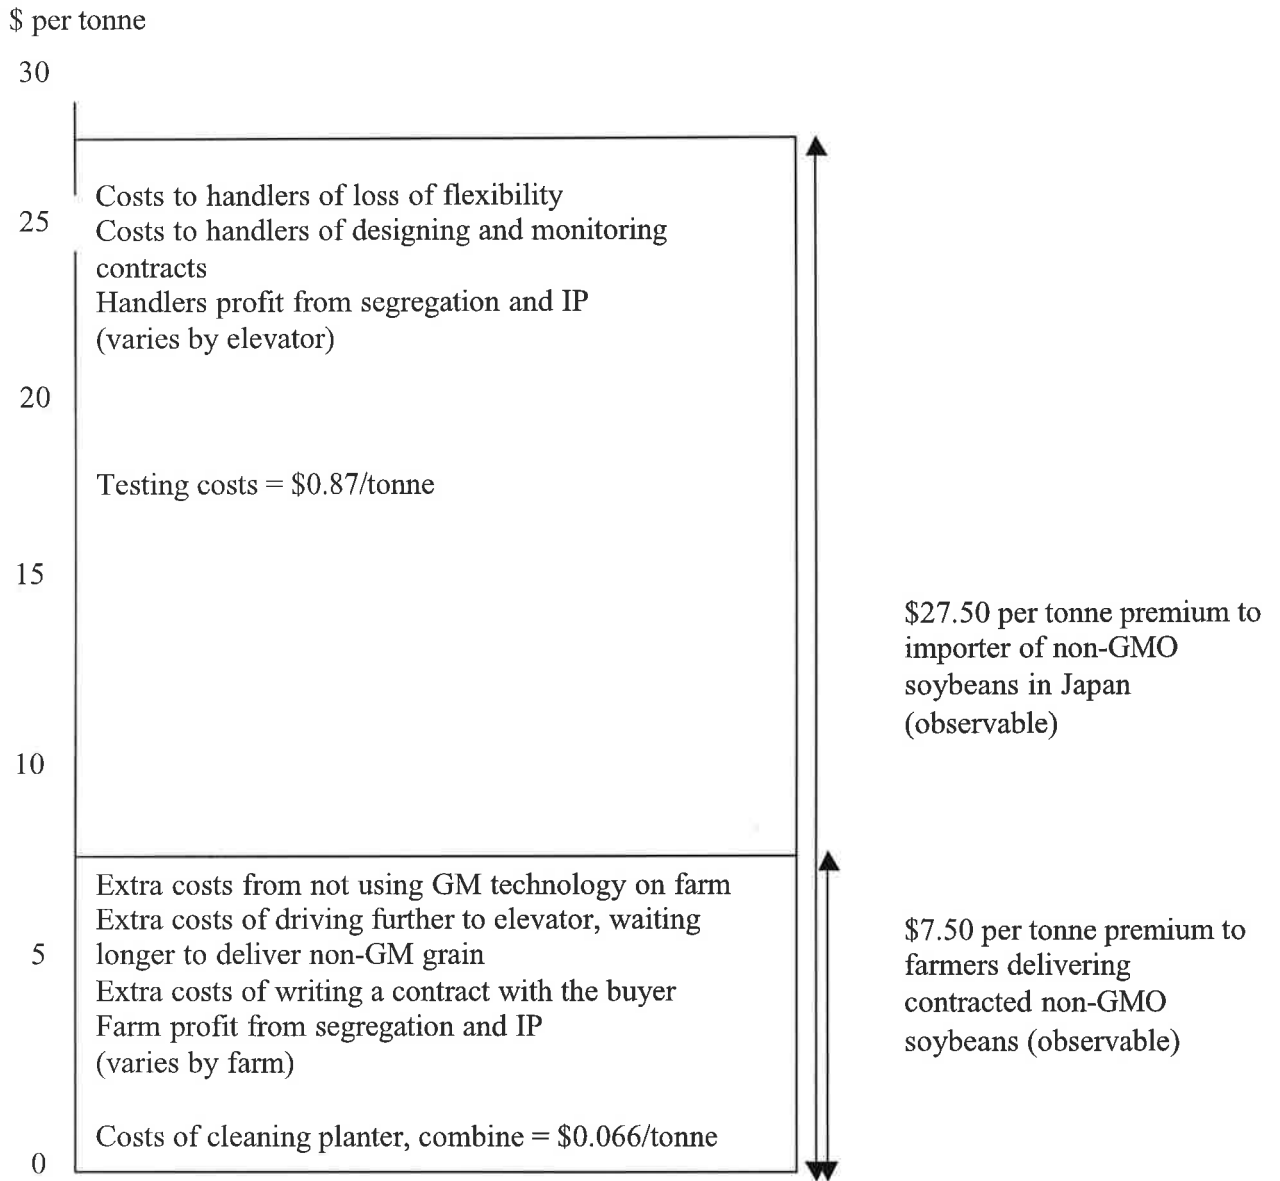 $ per tonne
30
Costs to handlers of loss of flexibility
25
Costs to handlers of designing and monitoring
contracts
Handlers profit from segregation and IP
(varies by elevator)
20
Testing costs = $0.87/tonne
15
$27.50 per tonne premium to
importer of non-GMO
soybeans in Japan
(observable)
10
Extra costs from not using GM technology on farm
Extra costs of driving further to elevator, waiting
5
longer to deliver non-GM grain
Extra costs of writing a contract with the buyer
Farm profit from segregation and IP
(varies by farm)
$7.50 per tonne premium to
farmers delivering
contracted non-GMO
soybeans (observable)
Costs of cleaning planter, combine = $0.066/tonne
0